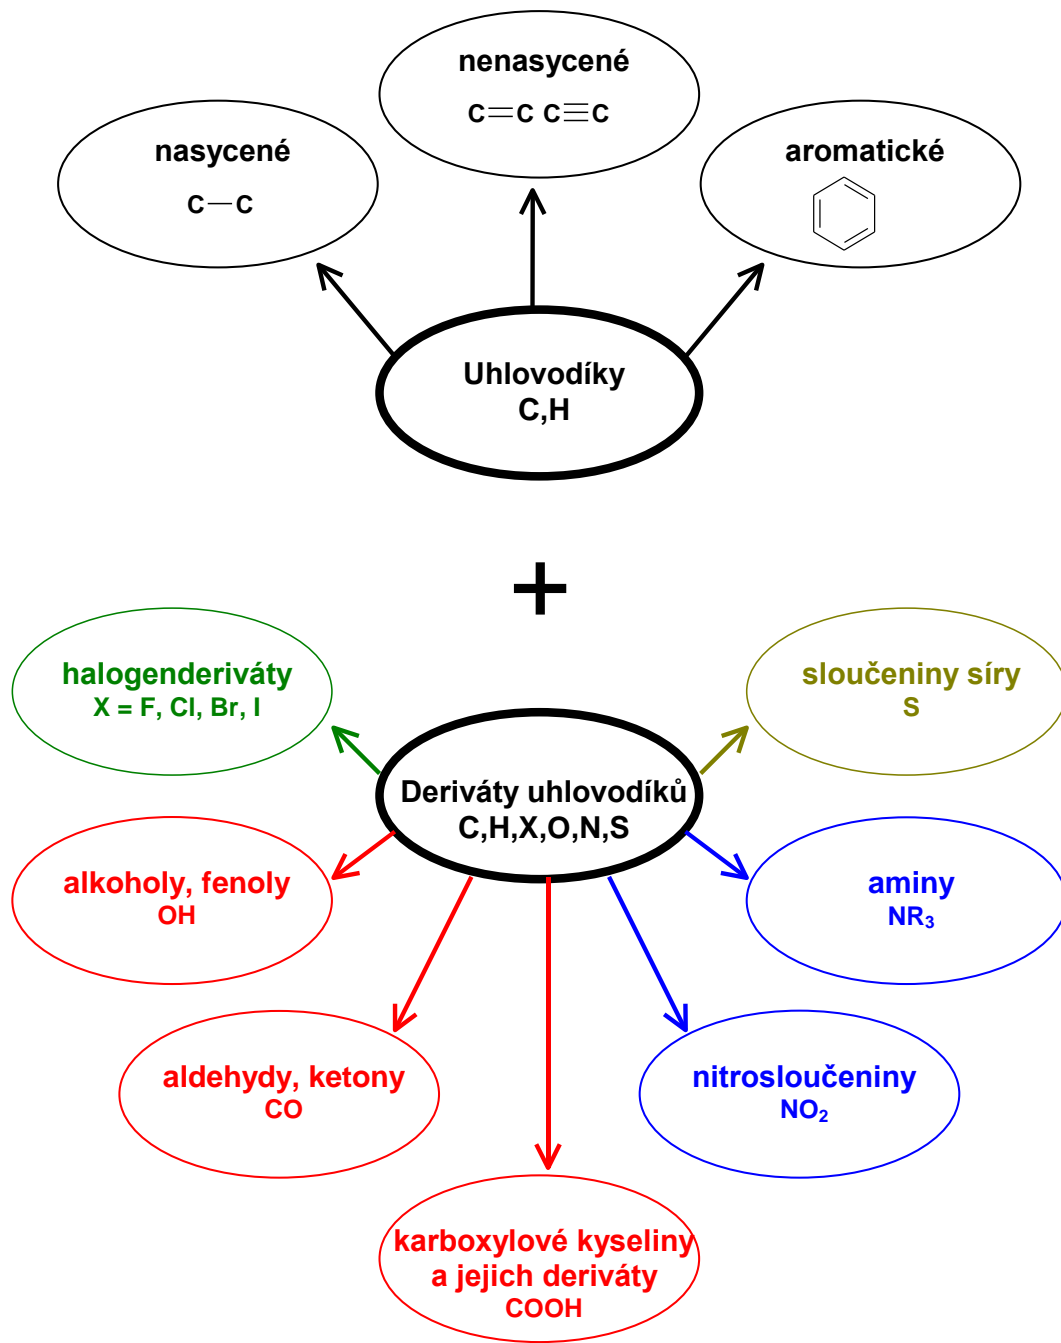 nenasycené
C=C C≡C
nasycené
C—C
aromatické
Uhlovodíky
C,H
+
halogenderiváty
X = F, Cl, Br, I
sloučeniny síry
S
Deriváty uhlovodíků
C,H,X,O,N,S
alkoholy, fenoly
OH
aminy
NR₃
aldehydy, ketony
CO
nitrosloučeniny
NO₂
karboxylové kyseliny
a jejich deriváty
COOH